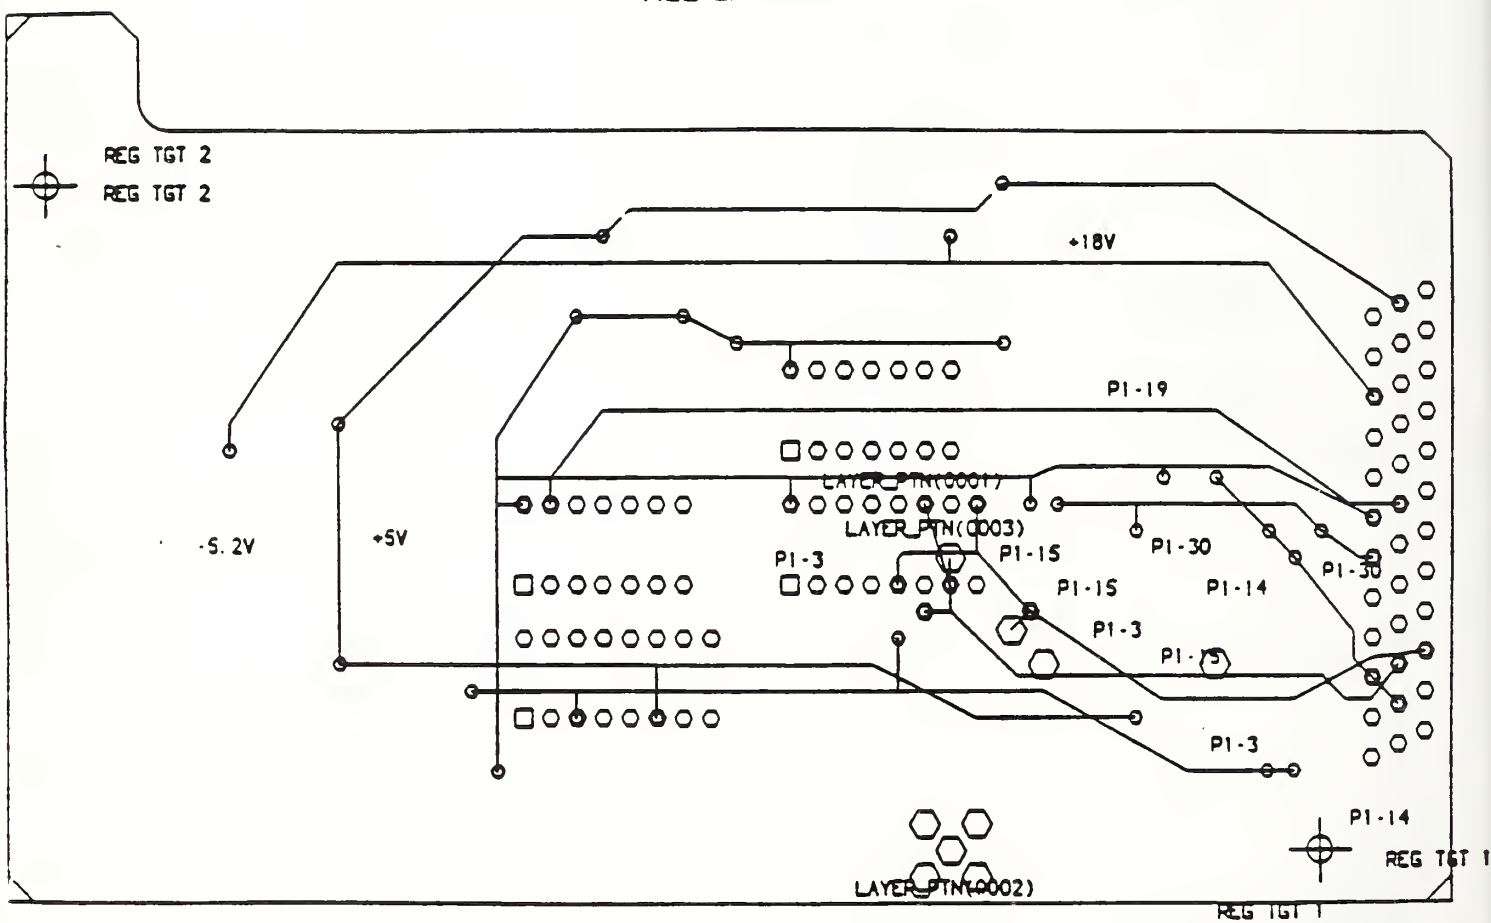 REG TGT 2
REG TGT 2
+18V
P1-19
LAYER_PTN(0001)
LAYER_PTN(0003)
-5.2V
+5V
P1-3
P1-15
P1-30
P1-30
P1-15
P1-14
P1-3
P1-15
P1-3
P1-14
REG TGT 1
LAYER_PTN(0002)
REG TGT 1